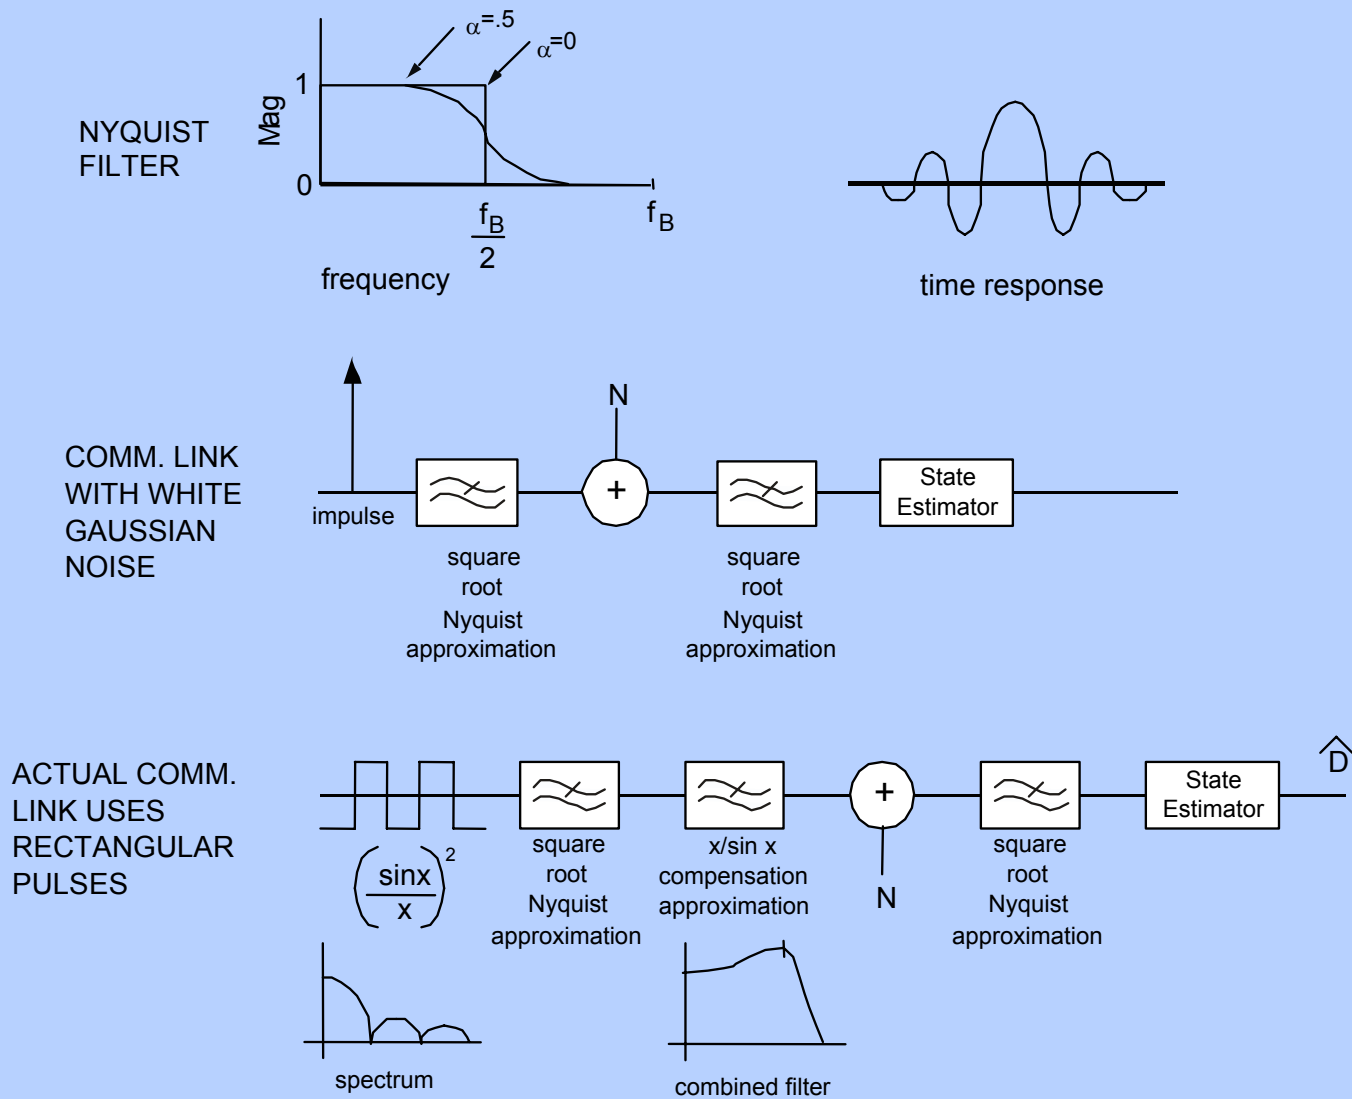 NYQUIST
FILTER
Mag
1
0
α=.5
α=0
f_B
2
f_B
frequency
time response
COMM. LINK
WITH WHITE
GAUSSIAN
NOISE
impulse
square
root
Nyquist
approximation
N
+
square
root
Nyquist
approximation
State
Estimator
ACTUAL COMM.
LINK USES
RECTANGULAR
PULSES
(sinx/x)²
spectrum
square
root
Nyquist
approximation
x/sin x
compensation
approximation
combined filter
+
N
square
root
Nyquist
approximation
State
Estimator
D̂